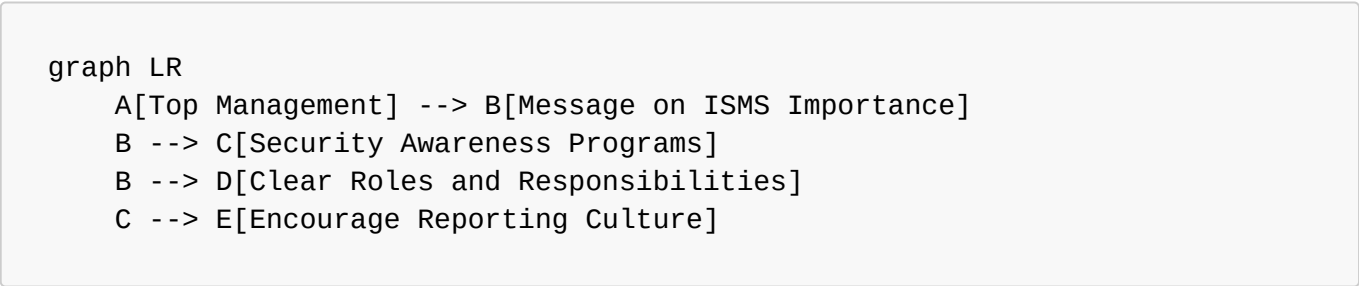 graph LR
    A[Top Management] --> B[Message on ISMS Importance]
    B --> C[Security Awareness Programs]
    B --> D[Clear Roles and Responsibilities]
    C --> E[Encourage Reporting Culture]